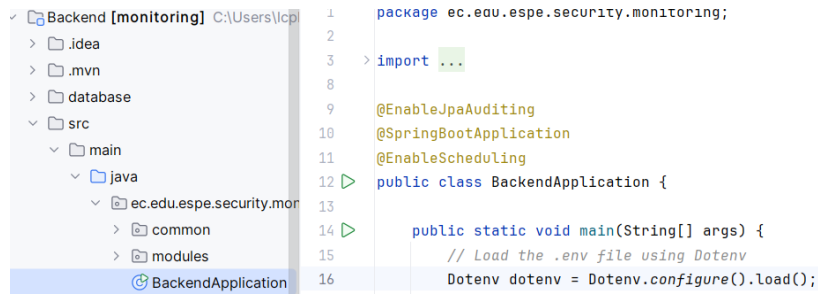 Backend [monitoring] C:\Users\lcpl
.idea
.mvn
database
src
main
java
ec.edu.espe.security.mon
common
modules
BackendApplication
1 package ec.edu.espe.security.monitoring;
2
3 import ...
8
9 @EnableJpaAuditing
10 @SpringBootApplication
11 @EnableScheduling
12 public class BackendApplication {
13
14 public static void main(String[] args) {
15 // Load the .env file using Dotenv
16 Dotenv dotenv = Dotenv.configure().load();